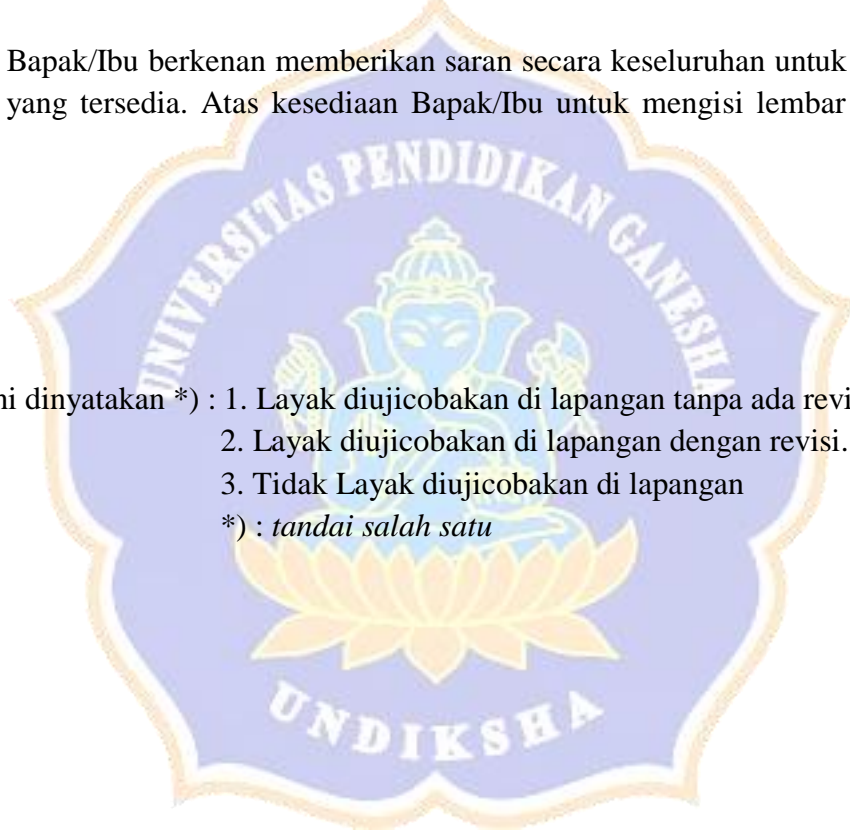 Bapak/Ibu berkenan memberikan saran secara keseluruhan untuk
yang tersedia. Atas kesediaan Bapak/Ibu untuk mengisi lembar
UNIVERSITAS PENDIDIKAN GANESHA
ni dinyatakan *) : 1. Layak diujicobakan di lapangan tanpa ada revi
2. Layak diujicobakan di lapangan dengan revisi.
3. Tidak Layak diujicobakan di lapangan
*) : tandai salah satu
UNDIKSHA